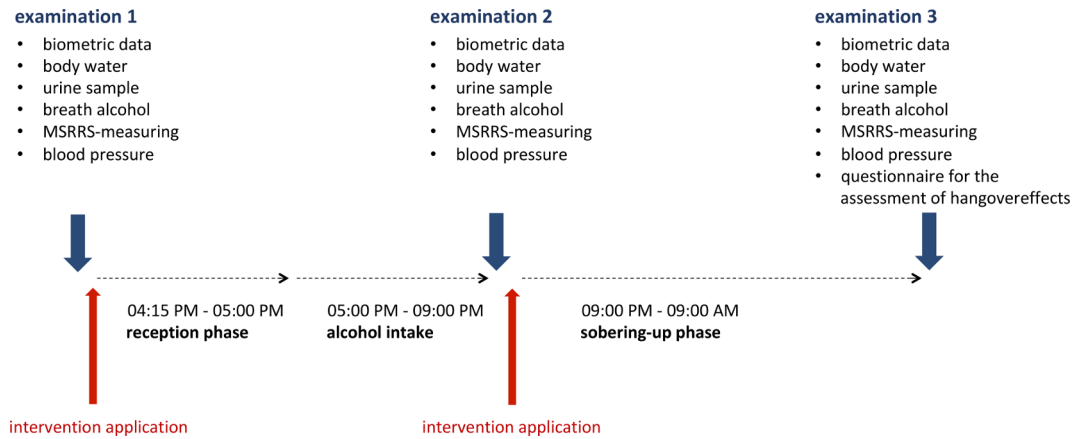 examination 1
• biometric data
• body water
• urine sample
• breath alcohol
• MSRRS-measuring
• blood pressure
examination 2
• biometric data
• body water
• urine sample
• breath alcohol
• MSRRS-measuring
• blood pressure
examination 3
• biometric data
• body water
• urine sample
• breath alcohol
• MSRRS-measuring
• blood pressure
• questionnaire for the
assessment of hangovereffects
04:15 PM - 05:00 PM
reception phase
05:00 PM - 09:00 PM
alcohol intake
09:00 PM - 09:00 AM
sobering-up phase
intervention application
intervention application